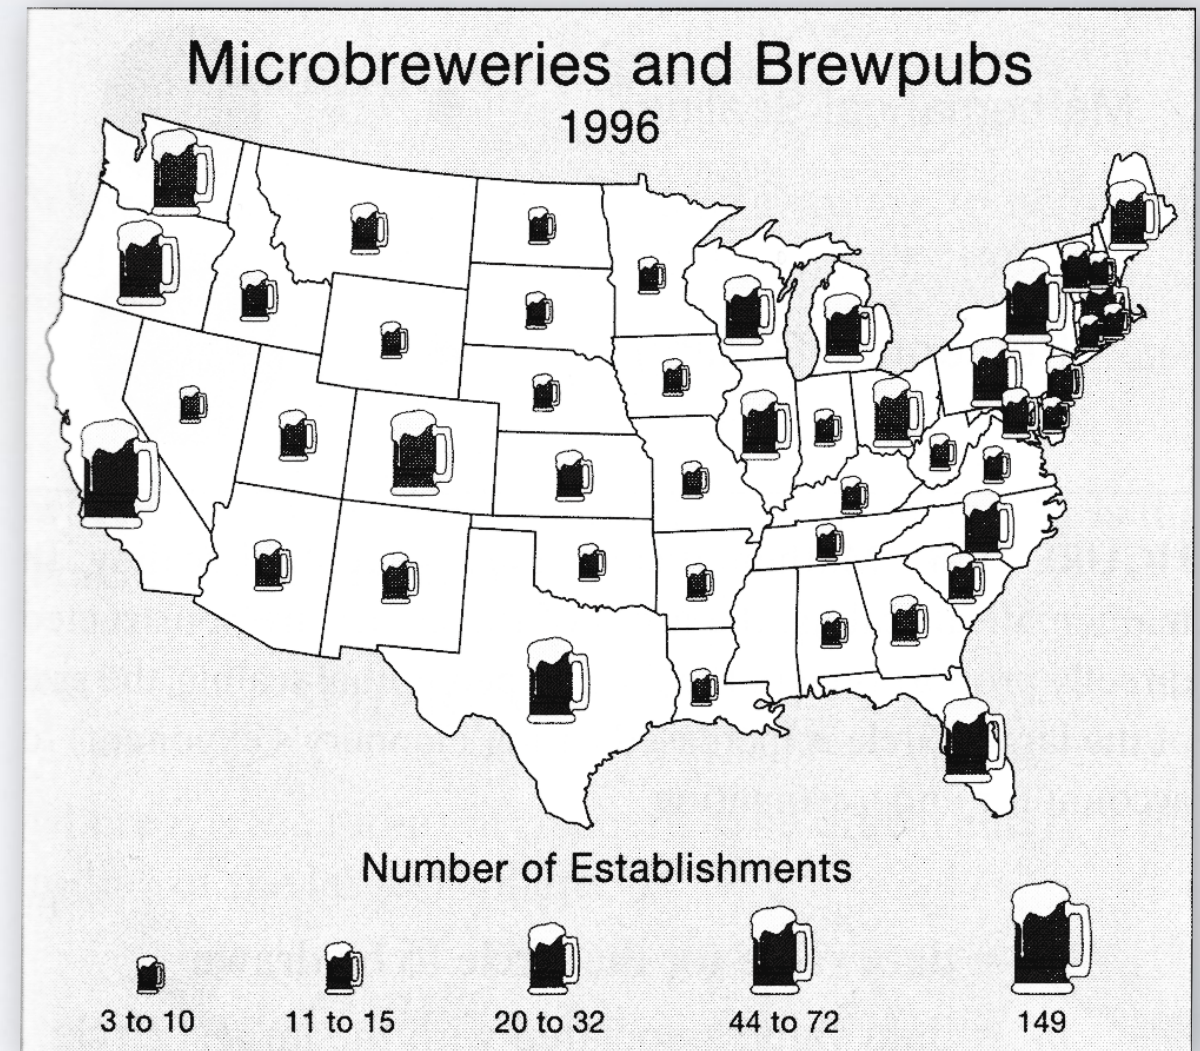 Microbreweries and Brewpubs
1996
Number of Establishments
3 to 10
11 to 15
20 to 32
44 to 72
149